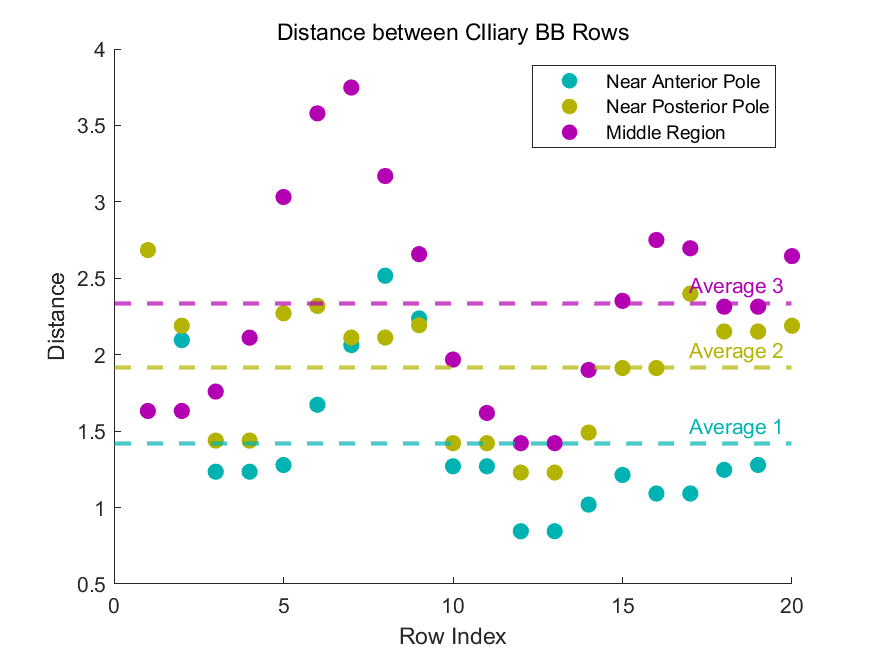 Distance between CIliary BB Rows
4
3.5
3
2.5
2
1.5
1
0.5
Distance
Near Anterior Pole
Near Posterior Pole
Middle Region
Average 3
Average 2
Average 1
0
5
10
15
20
Row Index